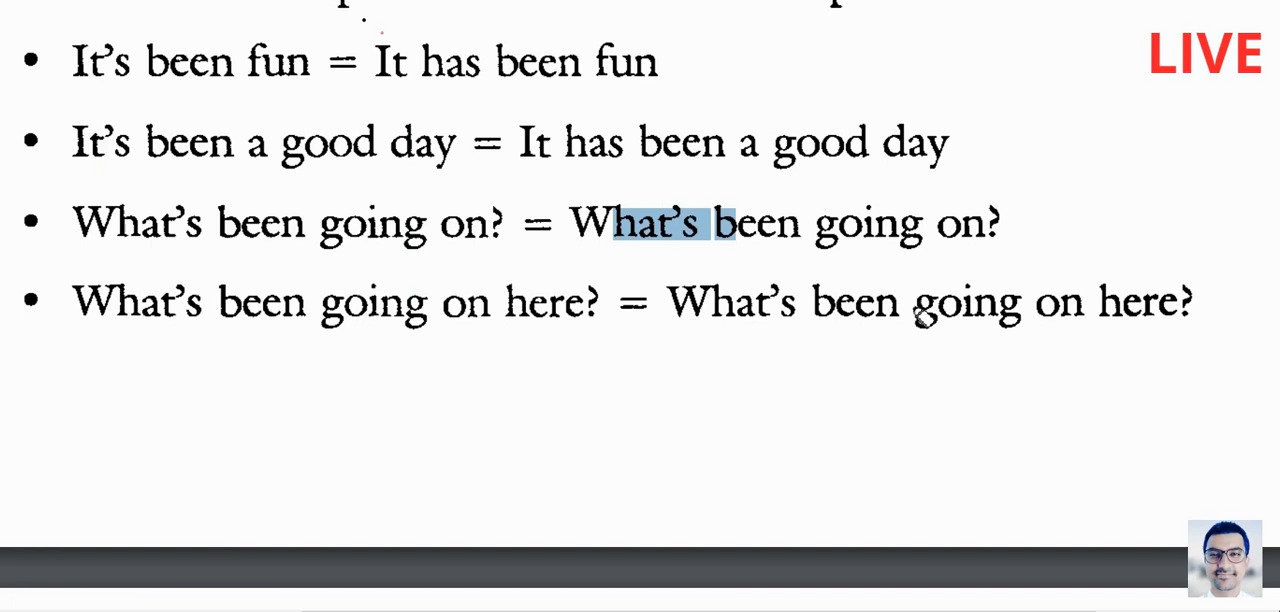 • It's been fun = It has been fun
LIVE
• It's been a good day = It has been a good day
• What's been going on? = What's been going on?
• What's been going on here? = What's been going on here?